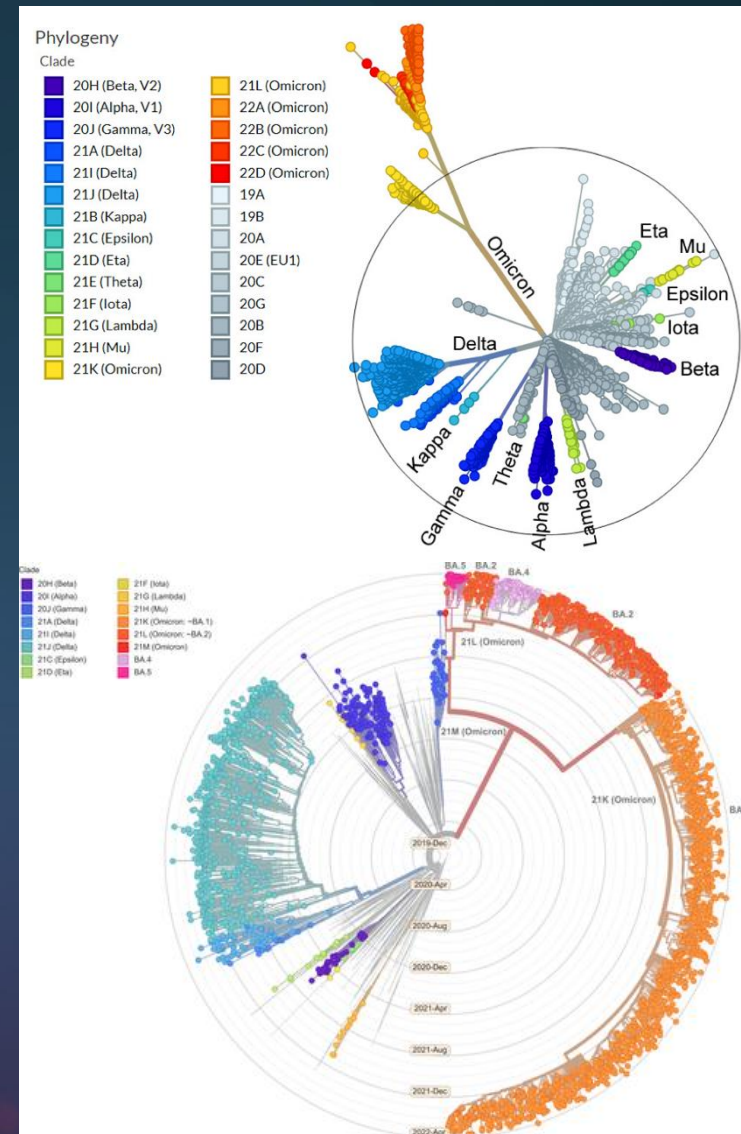 Phylogeny
Clade
20H (Beta, V2)
20I (Alpha, V1)
20J (Gamma, V3)
21A (Delta)
21I (Delta)
21J (Delta)
21B (Kappa)
21C (Epsilon)
21D (Eta)
21E (Theta)
21F (Iota)
21G (Lambda)
21H (Mu)
21K (Omicron)
21L (Omicron)
22A (Omicron)
22B (Omicron)
22C (Omicron)
22D (Omicron)
19A
19B
20A
20E (EU1)
20C
20G
20B
20F
20D
Omicron
Eta
Mu
Epsilon
Iota
Beta
Delta
Kappa
Gamma
Theta
Alpha
Lambda
Clade
20H (Beta)
20I (Alpha)
20J (Gamma)
21A (Delta)
21I (Delta)
21J (Delta)
21C (Epsilon)
21D (Eta)
21F (Iota)
21G (Lambda)
21H (Mu)
21K (Omicron: ~BA.1)
21L (Omicron: ~BA.2)
21M (Omicron)
BA.4
BA.5
BA.5
BA.2
BA.4
BA.2
21L (Omicron)
21M (Omicron)
21K (Omicron)
BA
2019-Dec
2020-Apr
2020-Aug
2020-Dec
2021-Apr
2021-Aug
2021-Dec
2022-Apr